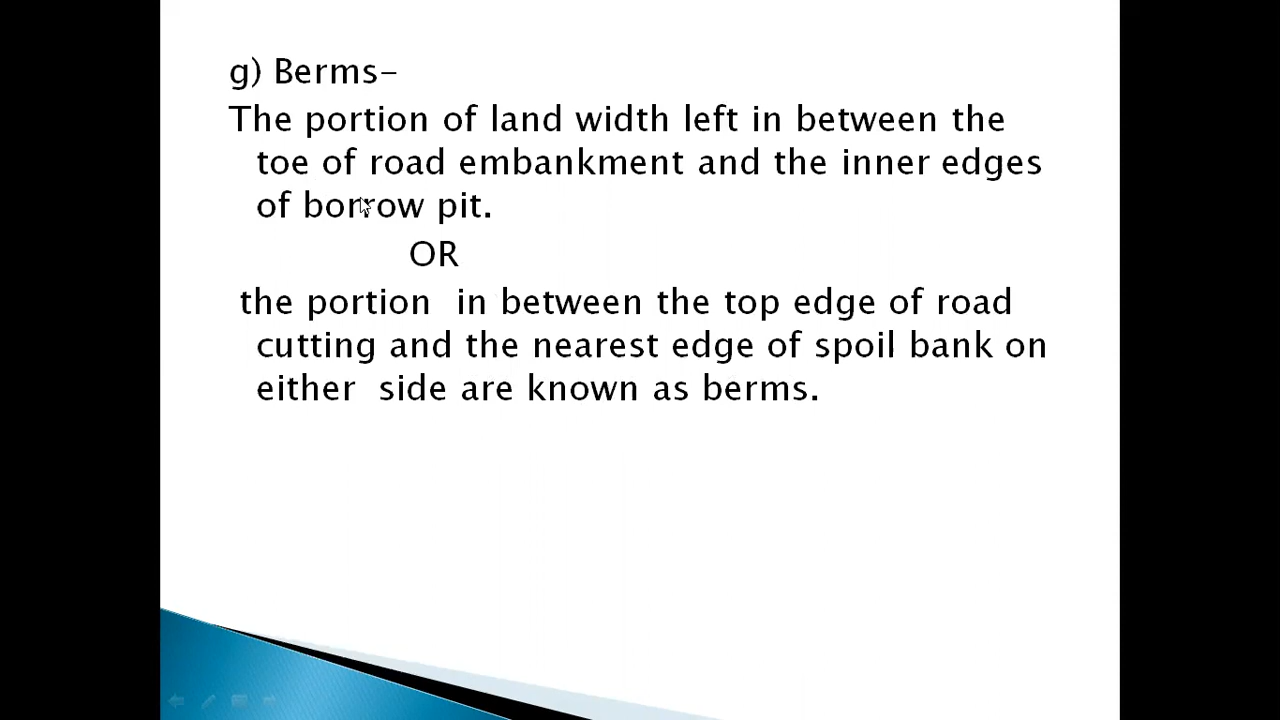 g) Berms-
The portion of land width left in between the
toe of road embankment and the inner edges
of borrow pit.
OR
the portion  in between the top edge of road
cutting and the nearest edge of spoil bank on
either  side are known as berms.